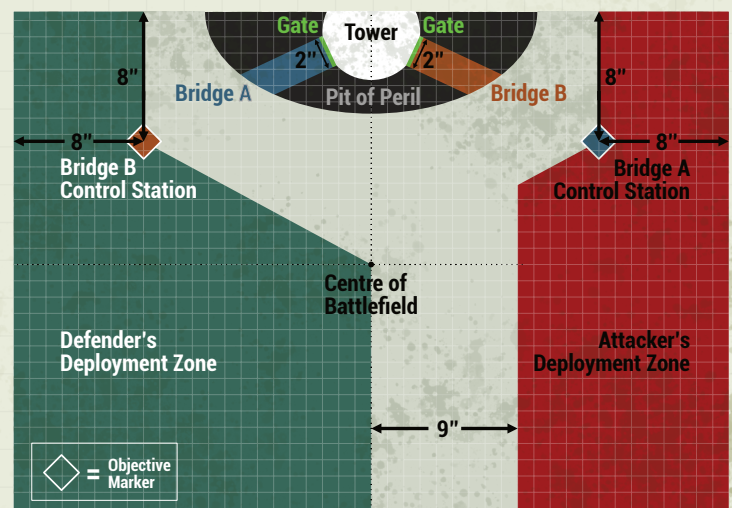 Gate
Tower
Gate
2"
2"
8"
8"
Bridge A
Pit of Peril
Bridge B
8"
8"
Bridge B
Control Station
Bridge A
Control Station
Centre of
Battlefield
Defender's
Deployment Zone
Attacker's
Deployment Zone
9"
= Objective
Marker